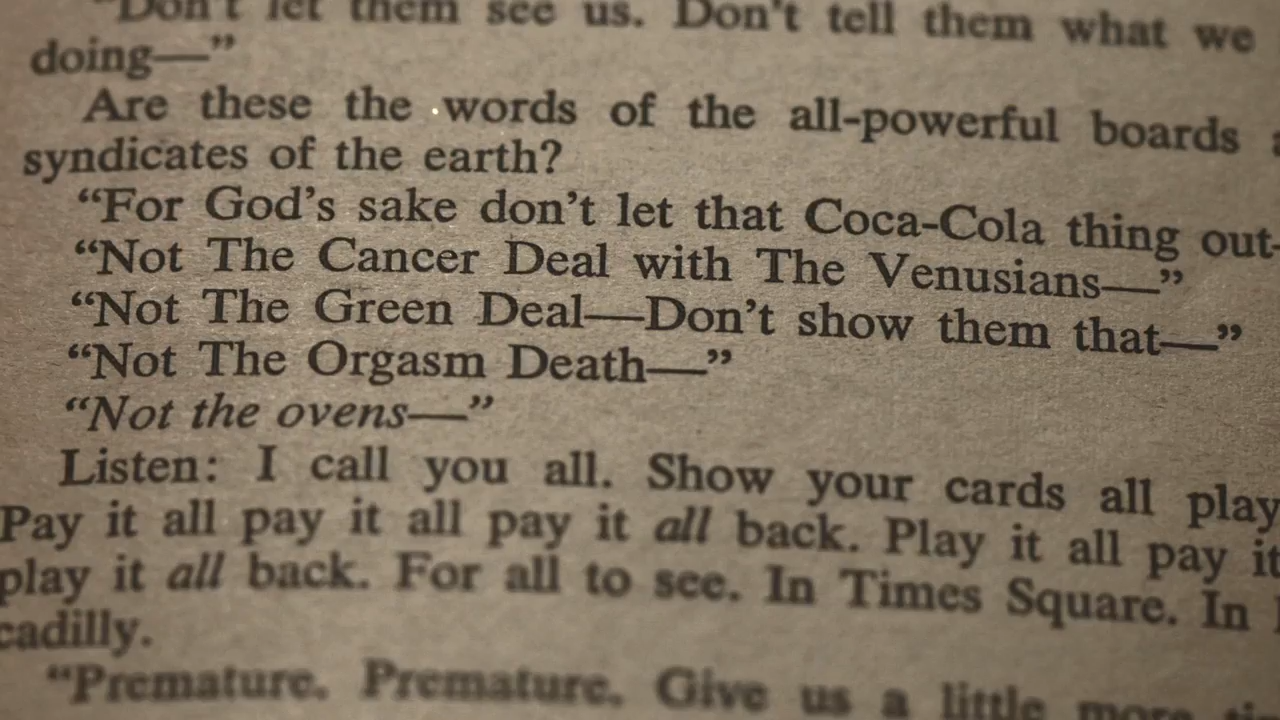 "Don't let them see us. Don't tell them what we
doing—"
Are these the words of the all-powerful boards
syndicates of the earth?
"For God's sake don't let that Coca-Cola thing out-
"Not The Cancer Deal with The Venusians—"
"Not The Green Deal—Don't show them that—"
"Not The Orgasm Death—"
"Not the ovens—"
Listen: I call you all. Show your cards all play
Pay it all pay it all pay it all back. Play it all pay it
play it all back. For all to see. In Times Square. In
cadilly.
"Premature. Premature. Give us a little more